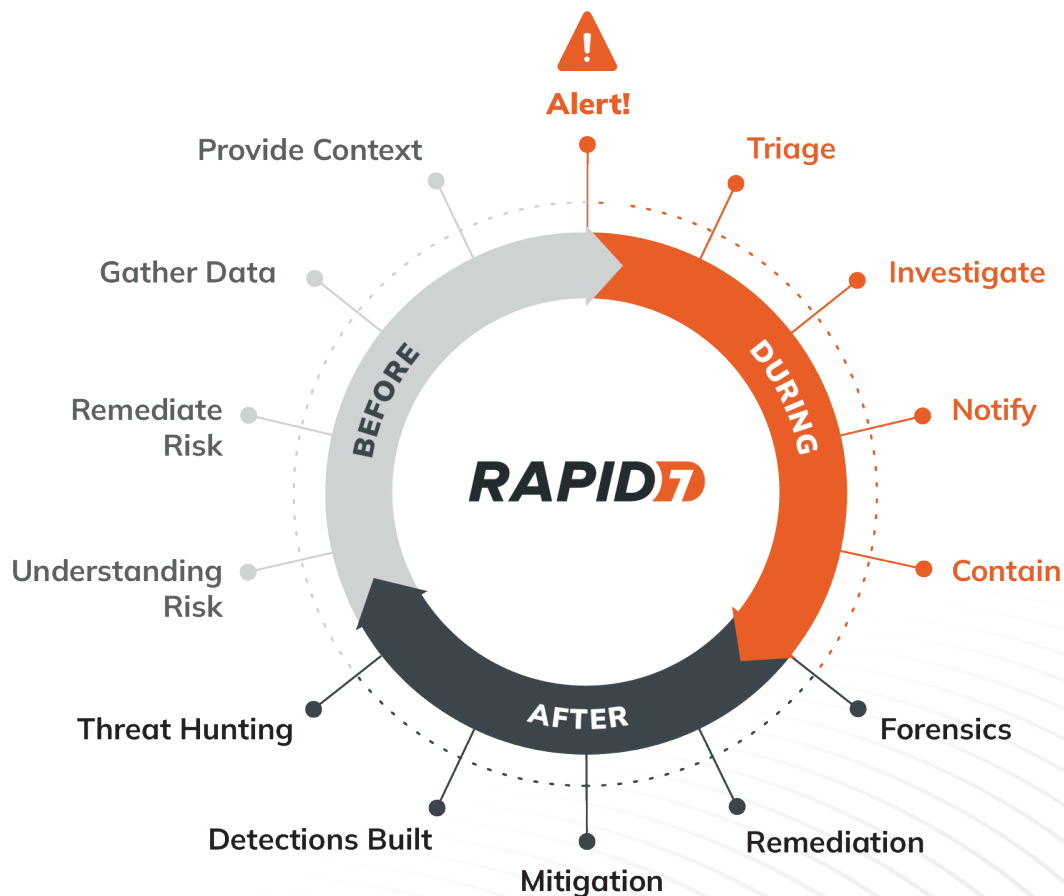 Alert!
Triage
Investigate
Notify
Contain
Forensics
Remediation
Mitigation
Detections Built
Threat Hunting
Understanding
Risk
Remediate
Risk
Gather Data
Provide Context
BEFORE
DURING
AFTER
RAPID7